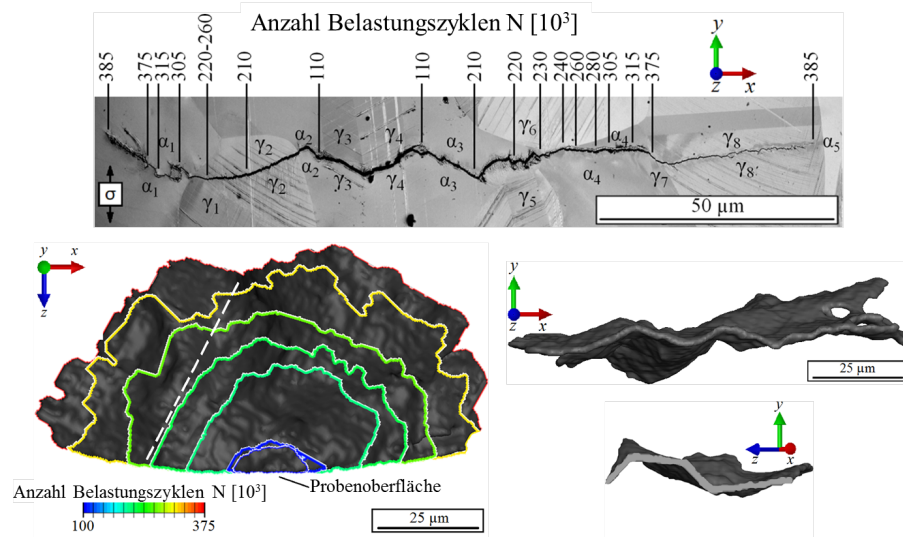 Anzahl Belastungszyklen N [10³]
385 375 315 305 220-260 210 110 110 210 220 230 240 260 280 305 315 375 385
y
z x
α₁ γ₂ α₂ γ₃ γ₄ α₃ γ₆ α₄ γ₈ α₅
σ α₁ γ₁ γ₂ α₂ γ₃ γ₄ α₃ γ₅ α₄ γ₇ γ₈
50 µm
y x
z
y
z x
25 µm
y
z x
Probenoberfläche
Anzahl Belastungszyklen N [10³]
100 375
25 µm